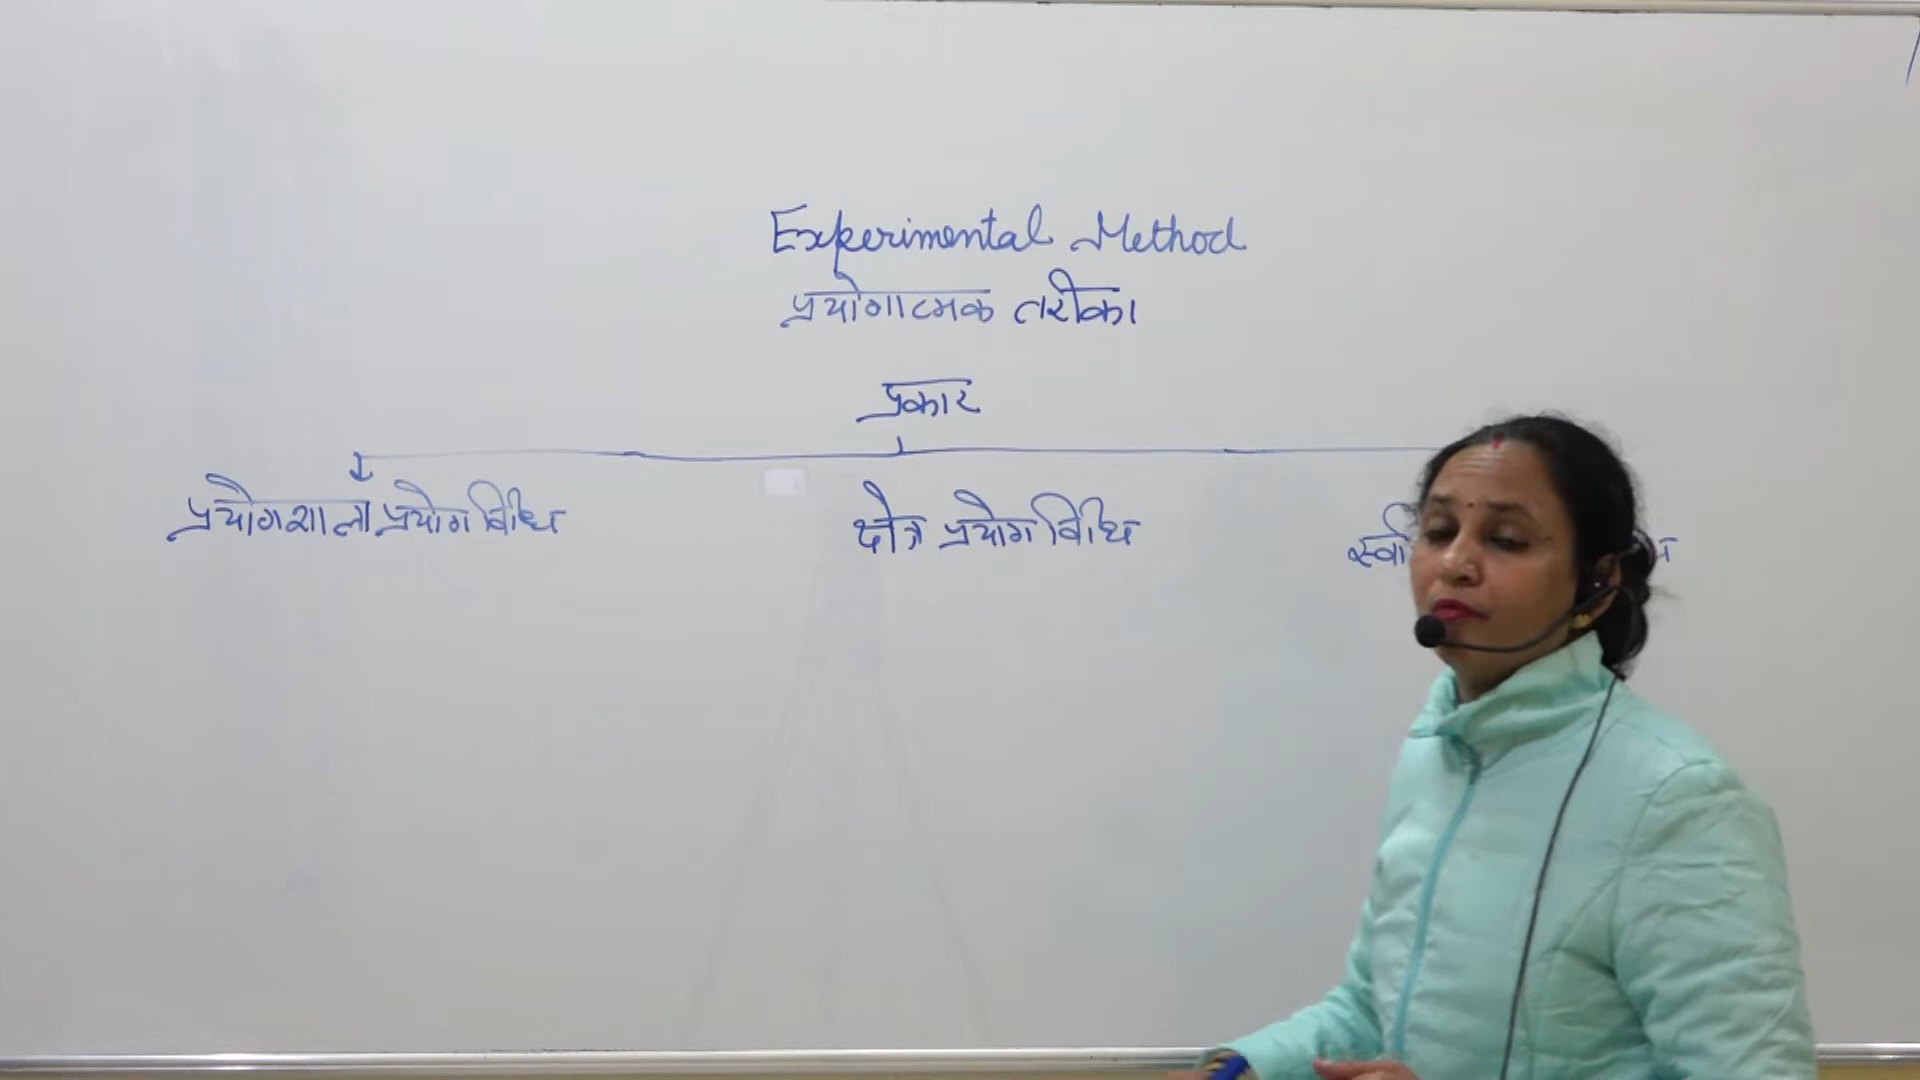 Experimental Method
प्रयोगात्मक तरीका
प्रकार
प्रयोगशाला प्रयोग विधि
क्षेत्र प्रयोग विधि